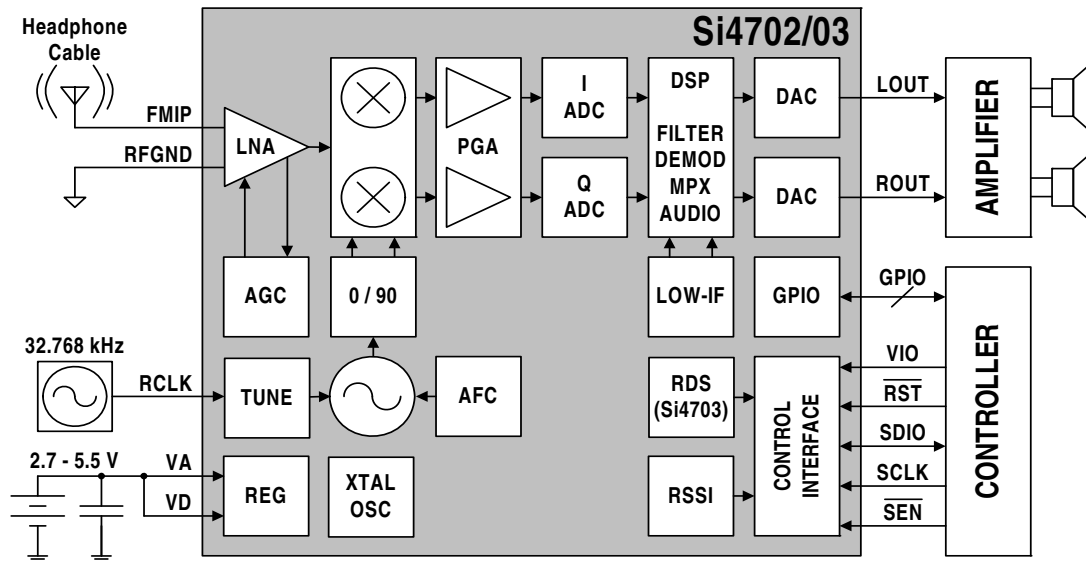 Headphone
Cable
Si4702/03
FMIP
RFGND
LNA
PGA
I
ADC
Q
ADC
DSP
FILTER
DEMOD
MPX
AUDIO
DAC
DAC
LOUT
ROUT
AMPLIFIER
AGC
0 / 90
LOW-IF
GPIO
GPIO
32.768 kHz
RCLK
TUNE
AFC
RDS
(Si4703)
CONTROL
INTERFACE
VIO
RST
SDIO
SCLK
SEN
CONTROLLER
2.7 - 5.5 V
VA
VD
REG
XTAL
OSC
RSSI